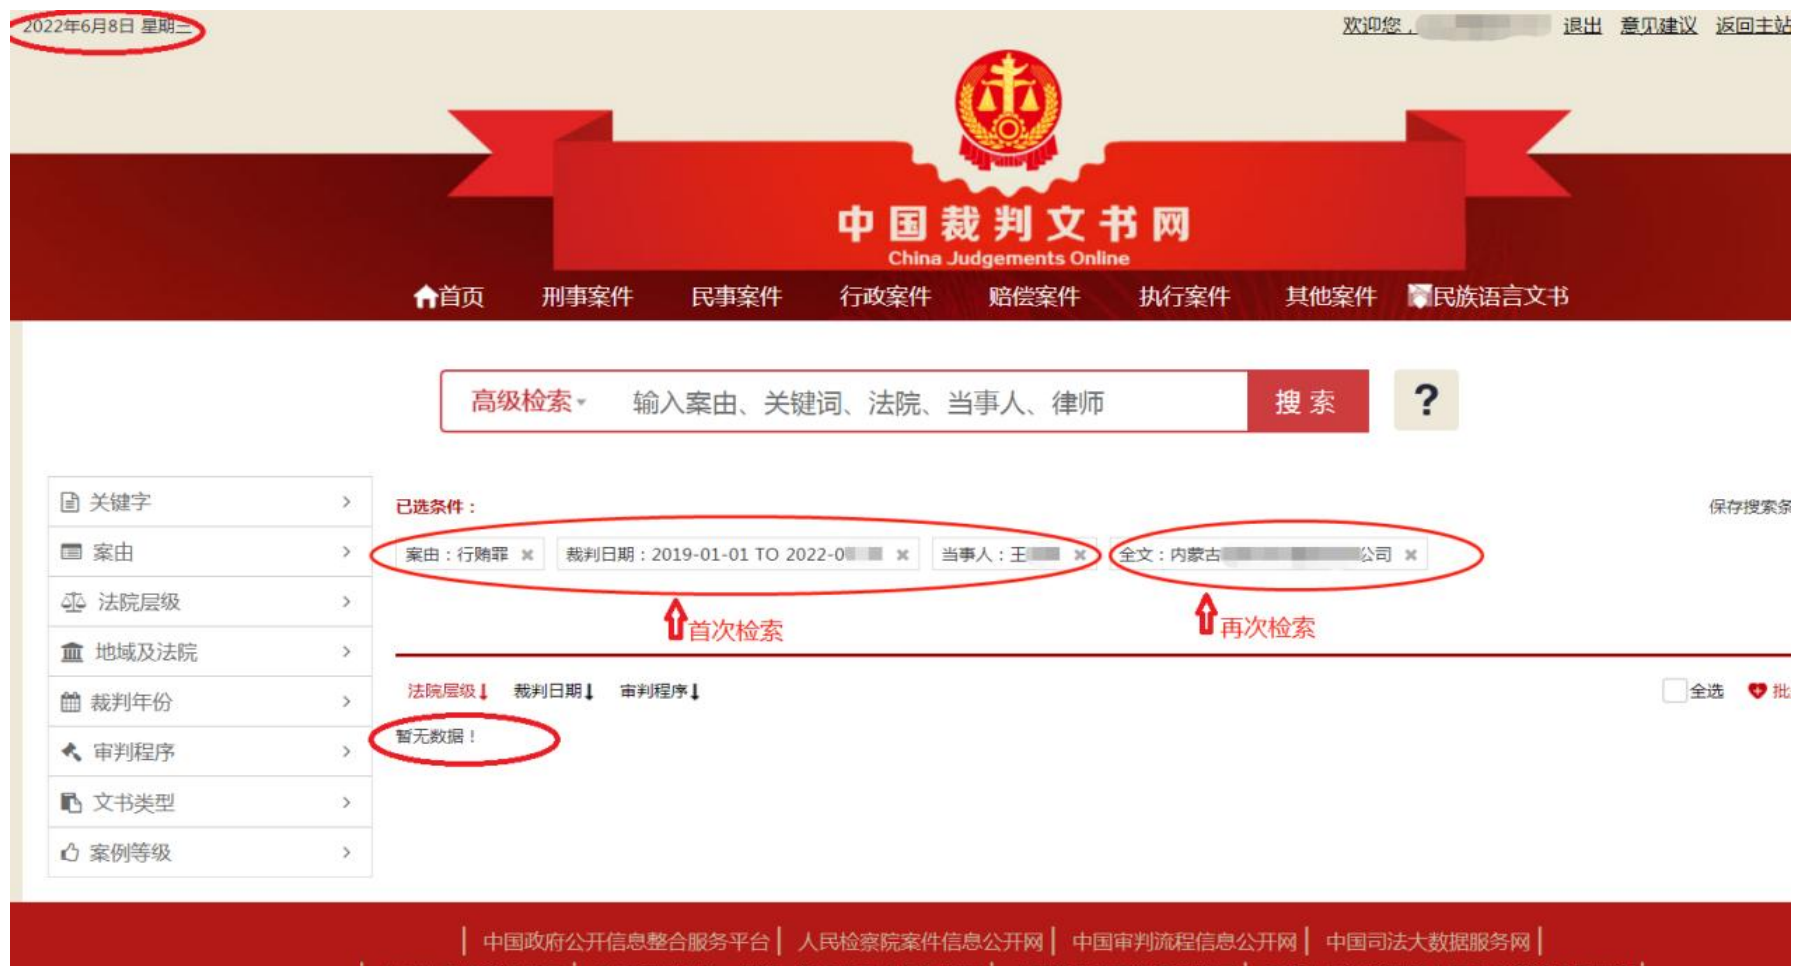 2022年6月8日 星期三
欢迎您， 退出 意见建议 返回主站
中国裁判文书网
China Judgements Online
首页 刑事案件 民事案件 行政案件 赔偿案件 执行案件 其他案件 民族语言文书
高级检索 输入案由、关键词、法院、当事人、律师 搜索 ?
关键字
案由
法院层级
地域及法院
裁判年份
审判程序
文书类型
案例等级
已选条件：
保存搜索条
案由：行贿罪 裁判日期：2019-01-01 TO 2022-0 当事人：王 全文：内蒙古 公司
首次检索 再次检索
法院层级 裁判日期 审判程序
全选 批
暂无数据！
中国政府公开信息整合服务平台 | 人民检察院案件信息公开网 | 中国审判流程信息公开网 | 中国司法大数据服务网 |